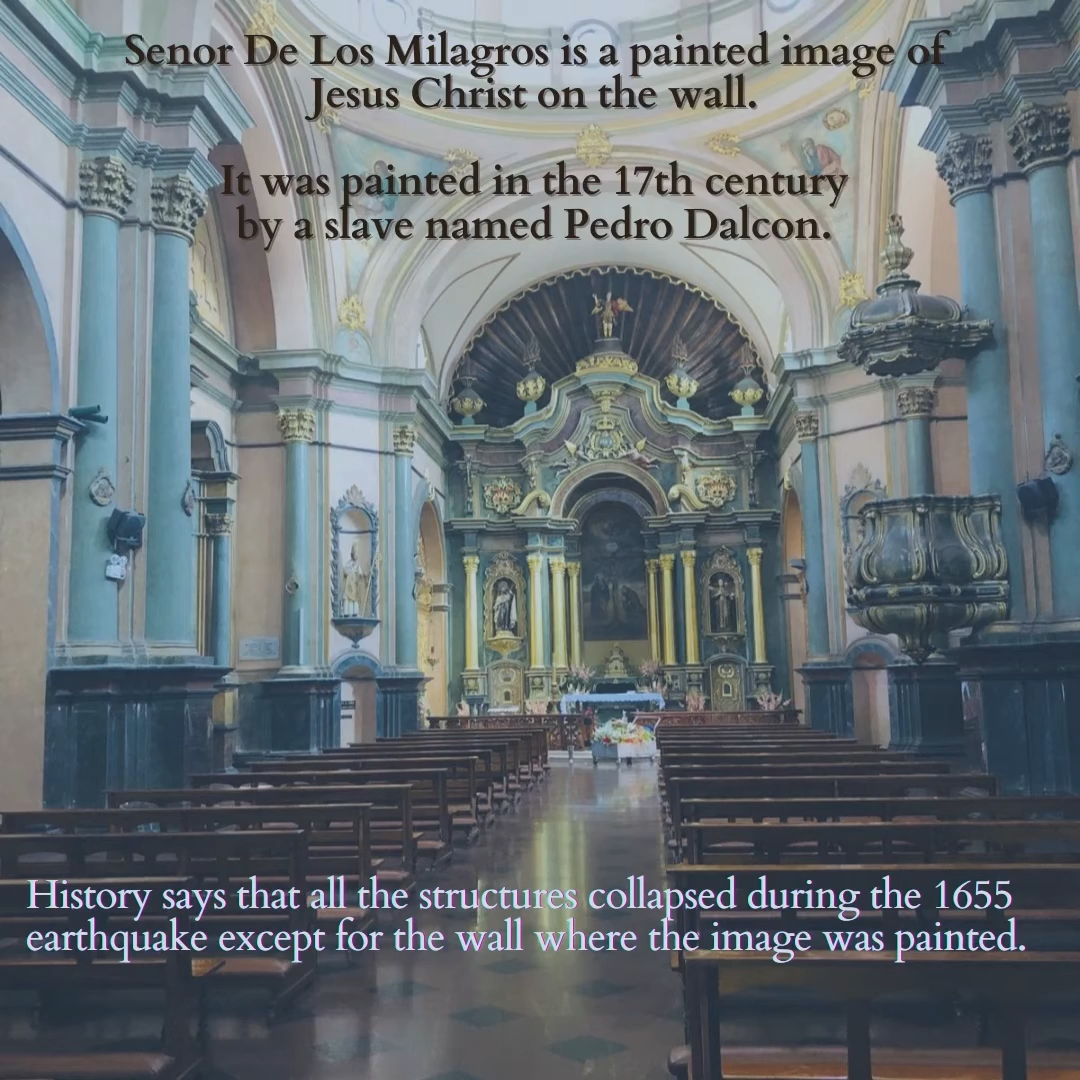 Senor De Los Milagros is a painted image of
Jesus Christ on the wall.
It was painted in the 17th century
by a slave named Pedro Dalcon.
History says that all the structures collapsed during the 1655
earthquake except for the wall where the image was painted.